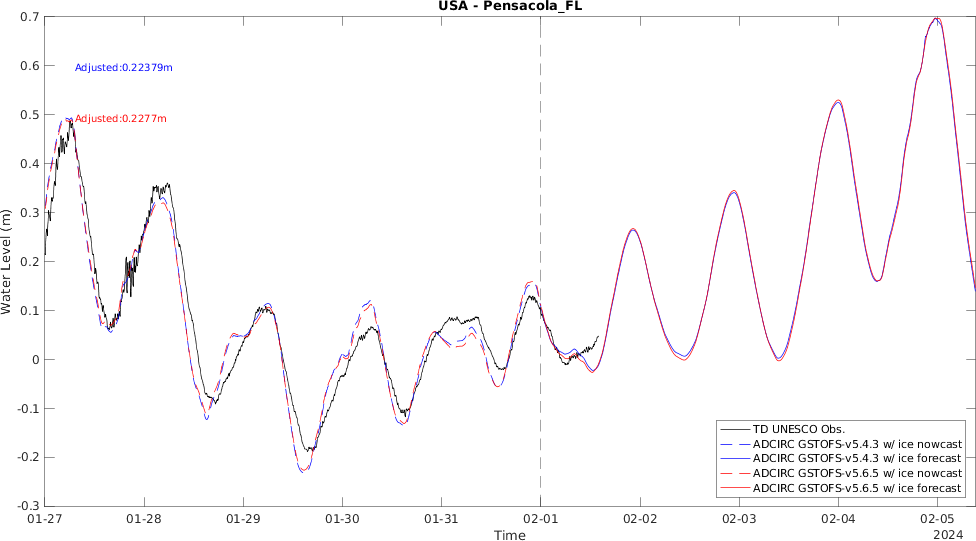 USA - Pensacola_FL
0.7
0.6
0.5
0.4
0.3
0.2
0.1
0
-0.1
-0.2
-0.3
Water Level (m)
Adjusted:0.22379m
Adjusted:0.2277m
TD UNESCO Obs.
ADCIRC GSTOFS-v5.4.3 w/ ice nowcast
ADCIRC GSTOFS-v5.4.3 w/ ice forecast
ADCIRC GSTOFS-v5.6.5 w/ ice nowcast
ADCIRC GSTOFS-v5.6.5 w/ ice forecast
01-27 01-28 01-29 01-30 01-31 02-01 02-02 02-03 02-04 02-05
Time
2024